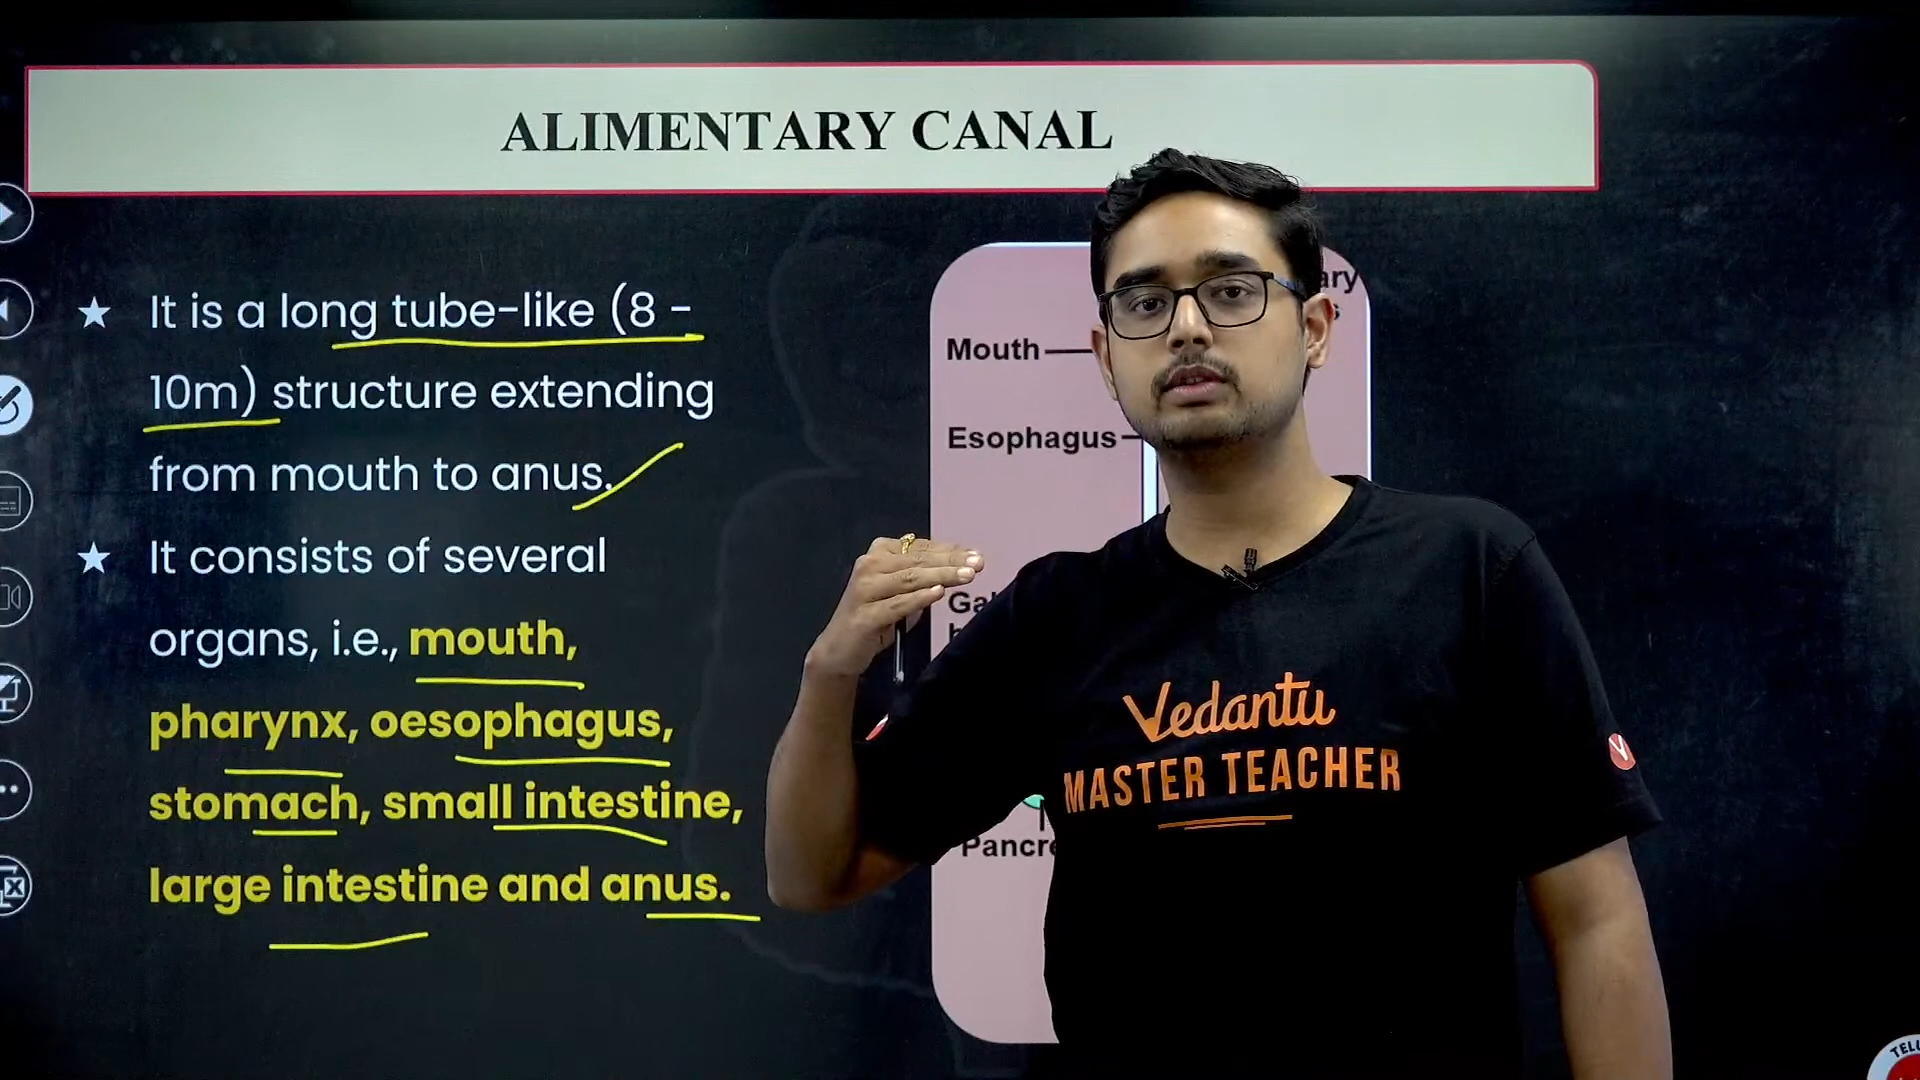 ALIMENTARY CANAL
★ It is a long tube-like (8 -
10m) structure extending
from mouth to anus.
★ It consists of several
organs, i.e., mouth,
pharynx, oesophagus,
stomach, small intestine,
large intestine and anus.
Mouth
Esophagus
Vedantu
MASTER TEACHER